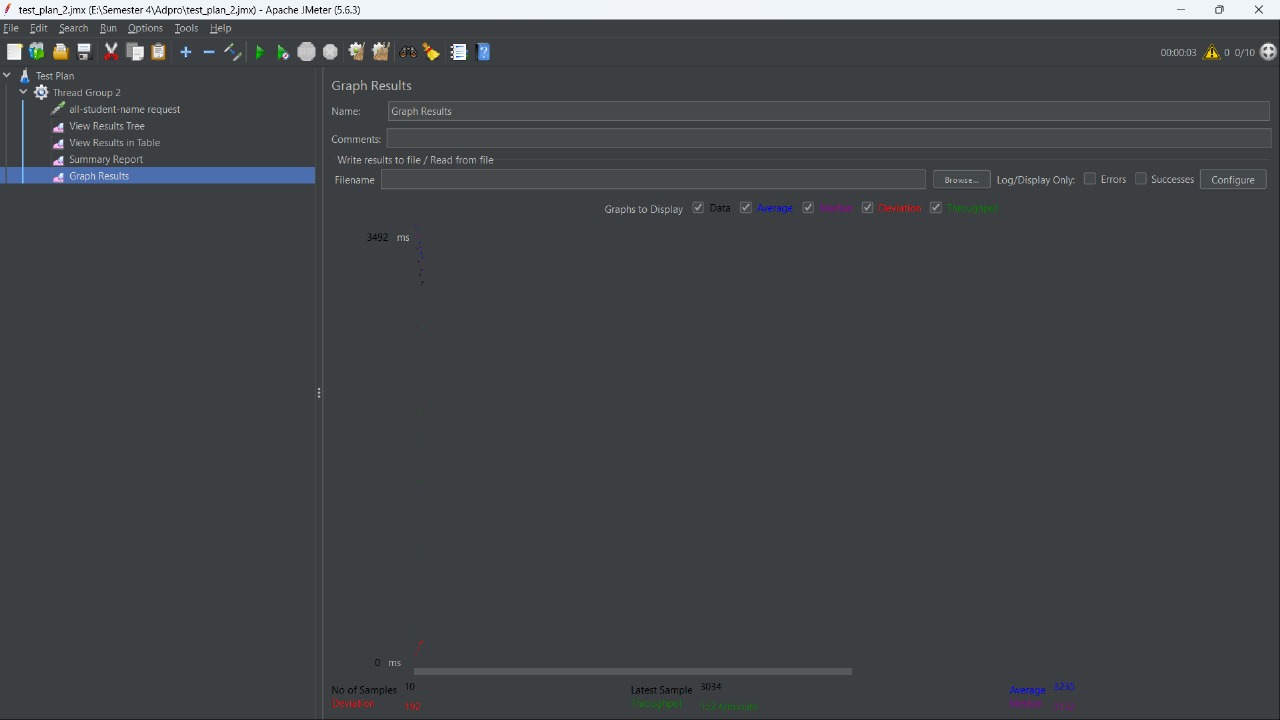 test_plan_2.jmx (E:\Semester 4\Adpro\test_plan_2.jmx) - Apache JMeter (5.6.3)
File Edit Search Run Options Tools Help
00:00:03 0 0/10
Test Plan
Thread Group 2
all-student-name request
View Results Tree
View Results in Table
Summary Report
Graph Results
Graph Results
Name: Graph Results
Comments:
Write results to file / Read from file
Filename Browse... Log/Display Only: Errors Successes Configure
Graphs to Display Data Average Median Deviation Throughput
3492 ms
0 ms
No of Samples 10 Latest Sample 3034 Average 3235
Deviation 192 Throughput Median